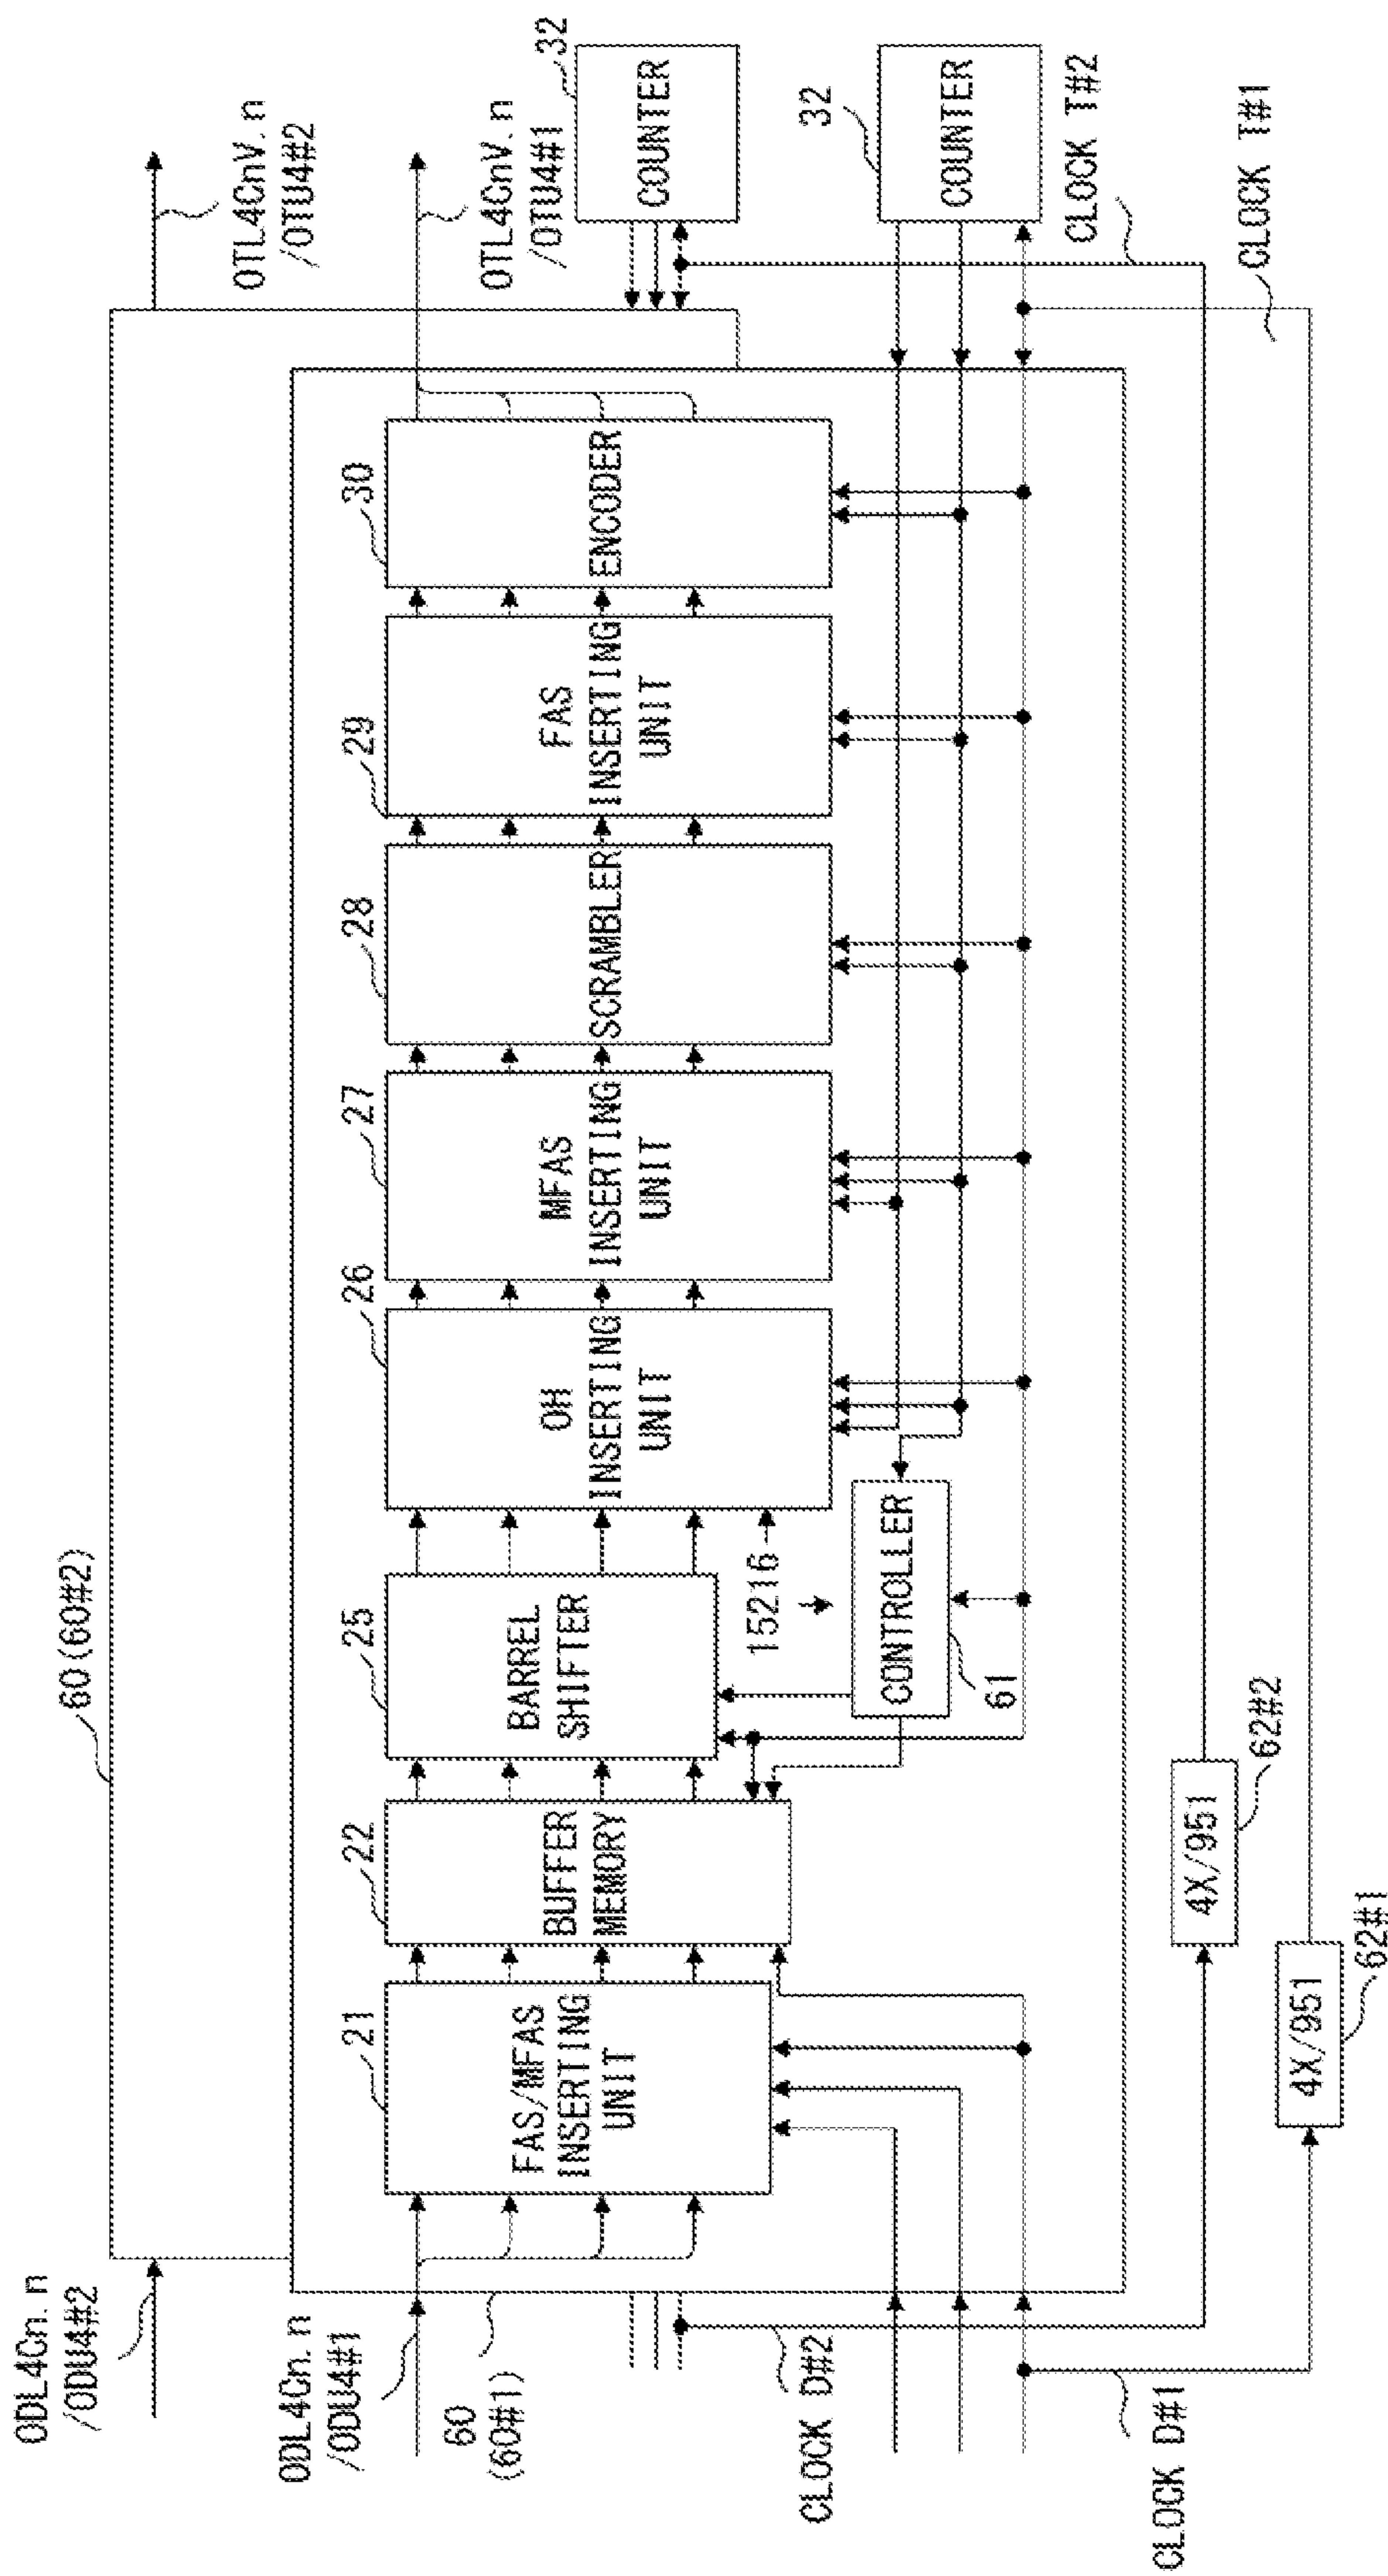 60(60#2)
ODL4Cn.n
/ODU4#2
OTL4CnV.n
/OTU4#2
ODL4Cn.n
/ODU4#1
OTL4CnV.n
/OTU4#1
60
(60#1)
21
FAS/MFAS
INSERTING
UNIT
22
BUFFER
MEMORY
25
BARREL
SHIFTER
26
OH
INSERTING
UNIT
27
MFAS
INSERTING
UNIT
28
SCRAMBLER
29
FAS
INSERTING
UNIT
30
ENCODER
32
COUNTER
32
COUNTER
15216
CONTROLLER
61
CLOCK D#2
CLOCK T#2
4X/951
62#2
CLOCK D#1
CLOCK T#1
4X/951
62#1